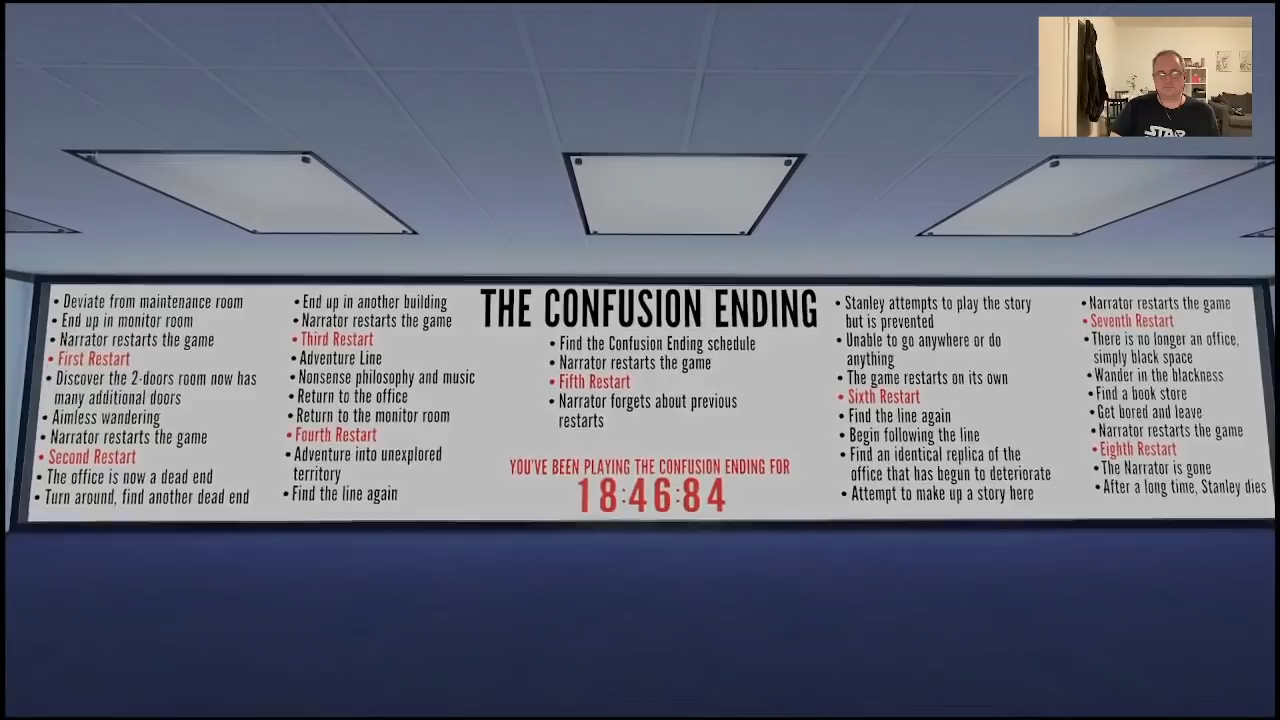 • Deviate from maintenance room
• End up in monitor room
• Narrator restarts the game
• First Restart
• Discover the 2-doors room now has
many additional doors
• Aimless wandering
• Narrator restarts the game
• Second Restart
• The office is now a dead end
• Turn around, find another dead end
• End up in another building
• Narrator restarts the game
• Third Restart
• Adventure Line
• Nonsense philosophy and music
• Return to the office
• Return to the monitor room
• Fourth Restart
• Adventure into unexplored
territory
• Find the line again
THE CONFUSION ENDING
• Find the Confusion Ending schedule
• Narrator restarts the game
• Fifth Restart
• Narrator forgets about previous
restarts
YOU'VE BEEN PLAYING THE CONFUSION ENDING FOR
18:46:84
• Stanley attempts to play the story
but is prevented
• Unable to go anywhere or do
anything
• The game restarts on its own
• Sixth Restart
• Find the line again
• Begin following the line
• Find an identical replica of the
office that has begun to deteriorate
• Attempt to make up a story here
• Narrator restarts the game
• Seventh Restart
• There is no longer an office,
simply black space
• Wander in the blackness
• Find a book store
• Get bored and leave
• Narrator restarts the game
• Eighth Restart
• The Narrator is gone
• After a long time, Stanley dies
STAR